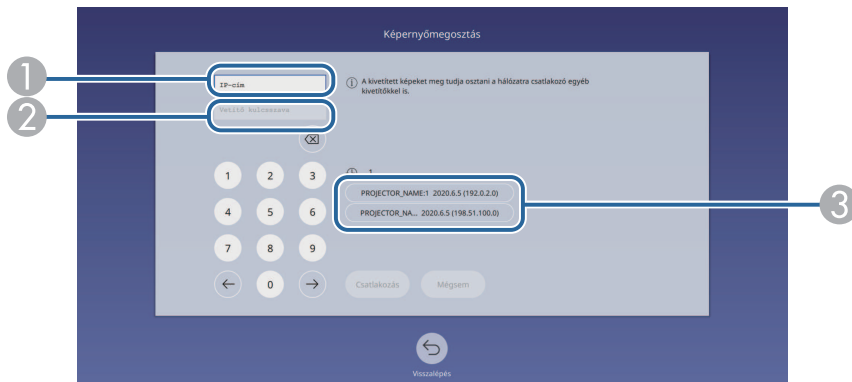 Képernyőmegosztás
1
IP-cím
A kivetített képeket meg tudja osztani a hálózatra csatlakozó egyéb
kivetítőkkel is.
2
Vetítő kulcsszava
1 2 3
1
PROJECTOR_NAME:1 2020.6.5 (192.0.2.0)
3
4 5 6
PROJECTOR_NA... 2020.6.5 (198.51.100.0)
7 8 9
0
Csatlakozás
Mégsem
Visszalépés